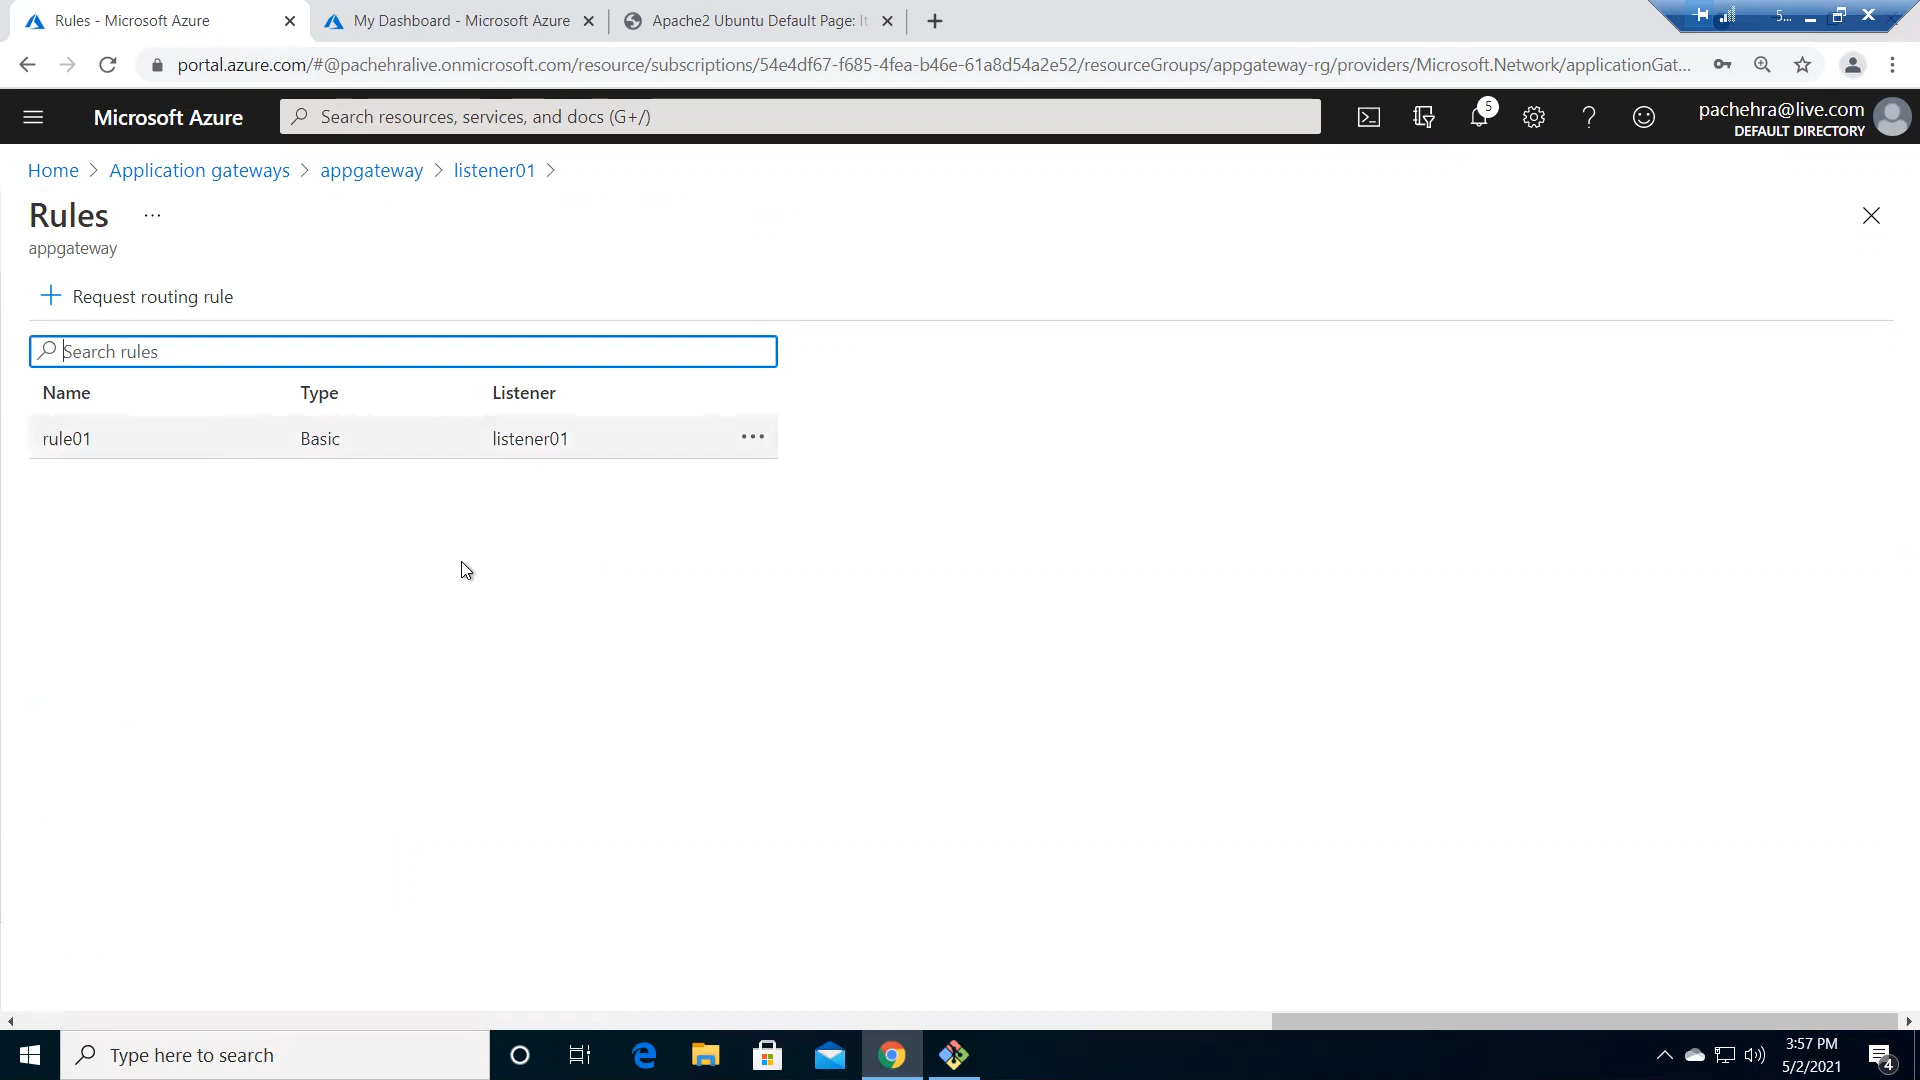 Rules - Microsoft Azure
My Dashboard - Microsoft Azure
Apache2 Ubuntu Default Page: It
5...
portal.azure.com/#@pachehralive.onmicrosoft.com/resource/subscriptions/54e4df67-f685-4fea-b46e-61a8d54a2e52/resourceGroups/appgateway-rg/providers/Microsoft.Network/applicationGat...
Microsoft Azure
Search resources, services, and docs (G+/)
5
pachehra@live.com
DEFAULT DIRECTORY
Home > Application gateways > appgateway > listener01 >
Rules ...
appgateway
+ Request routing rule
Search rules
Name Type Listener
rule01 Basic listener01 ...
Type here to search
3:57 PM
5/2/2021
4